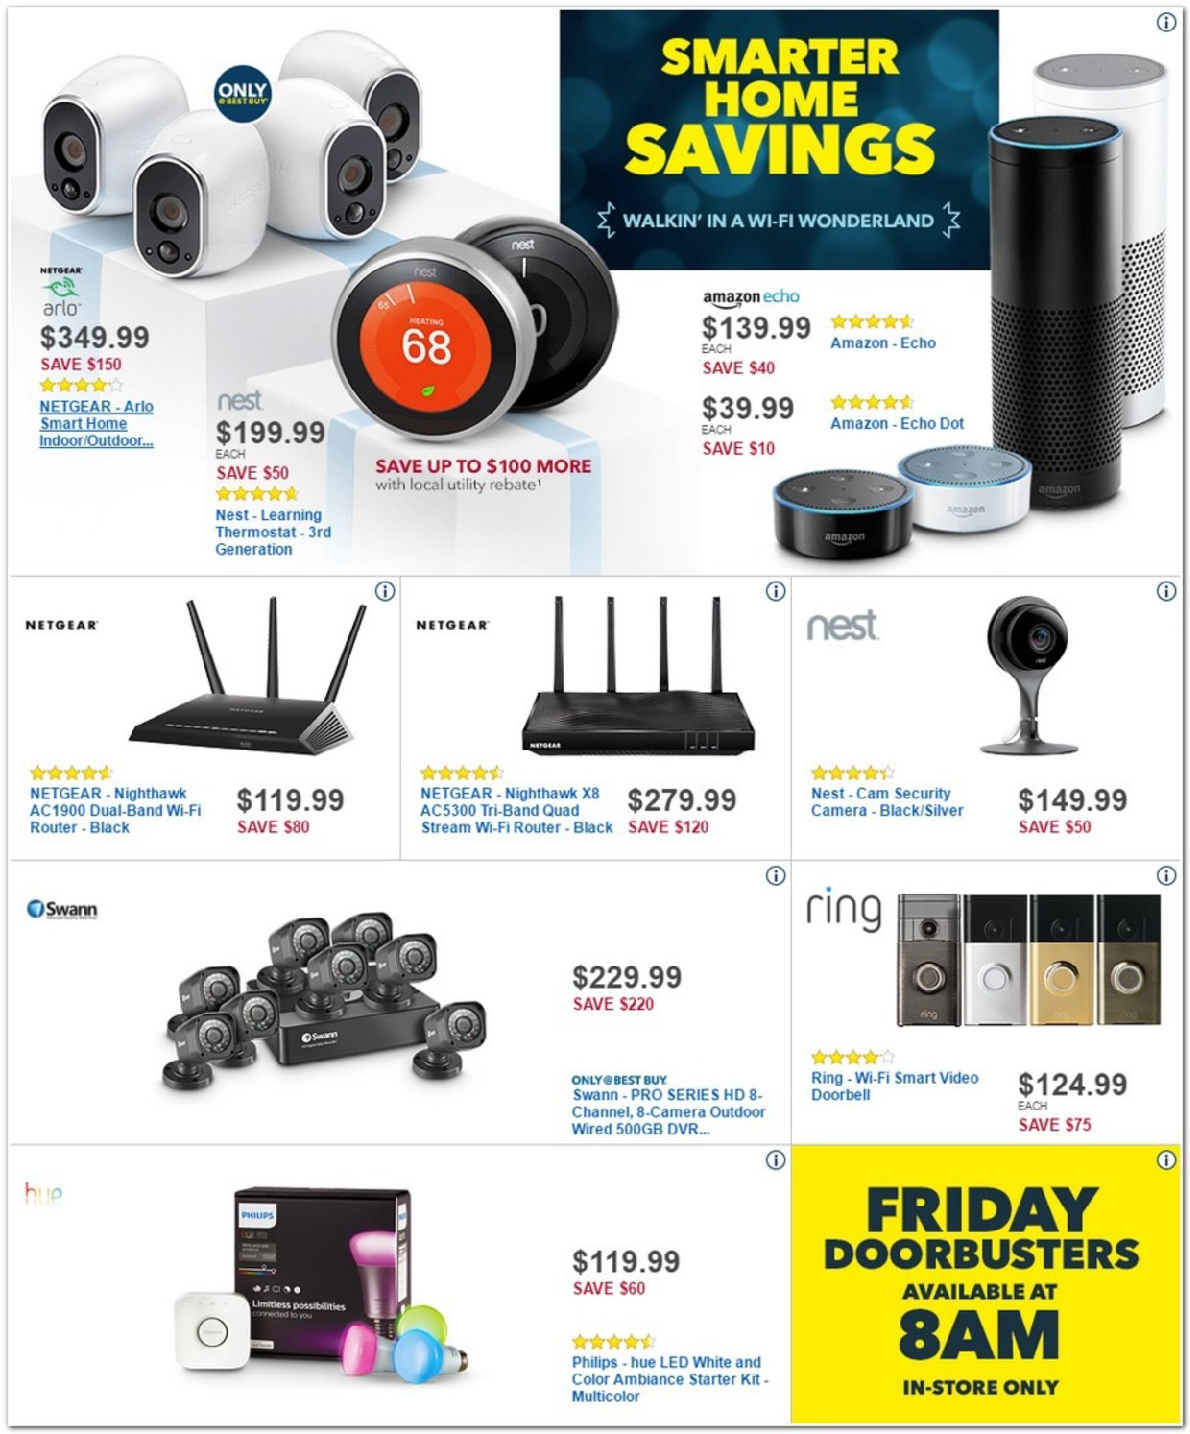 ONLY
@ BEST BUY
SMARTER
HOME
SAVINGS
WALKIN' IN A WI-FI WONDERLAND
NETGEAR
arlo
$349.99
SAVE $150
NETGEAR - Arlo
Smart Home
Indoor/Outdoor...
nest
nest
65
HEATING
68
nest
$199.99
EACH
SAVE $50
Nest - Learning
Thermostat - 3rd
Generation
SAVE UP TO $100 MORE
with local utility rebate¹
amazon echo
$139.99
EACH
SAVE $40
Amazon - Echo
$39.99
EACH
SAVE $10
Amazon - Echo Dot
amazon
amazon
amazon
NETGEAR
NETGEAR
NETGEAR - Nighthawk
AC1900 Dual-Band Wi-Fi
Router - Black
$119.99
SAVE $80
NETGEAR
NETGEAR
NETGEAR - Nighthawk X8
AC5300 Tri-Band Quad
Stream Wi-Fi Router - Black
$279.99
SAVE $120
nest
nest
Nest - Cam Security
Camera - Black/Silver
$149.99
SAVE $50
Swann
Swann
$229.99
SAVE $220
ONLY@BEST BUY
Swann - PRO SERIES HD 8-
Channel, 8-Camera Outdoor
Wired 500GB DVR...
ring
ring
ring
Ring - Wi-Fi Smart Video
Doorbell
$124.99
EACH
SAVE $75
hue
PHILIPS
hue
Limitless possibilities
connected to you
$119.99
SAVE $60
Philips - hue LED White and
Color Ambiance Starter Kit -
Multicolor
FRIDAY
DOORBUSTERS
AVAILABLE AT
8AM
IN-STORE ONLY